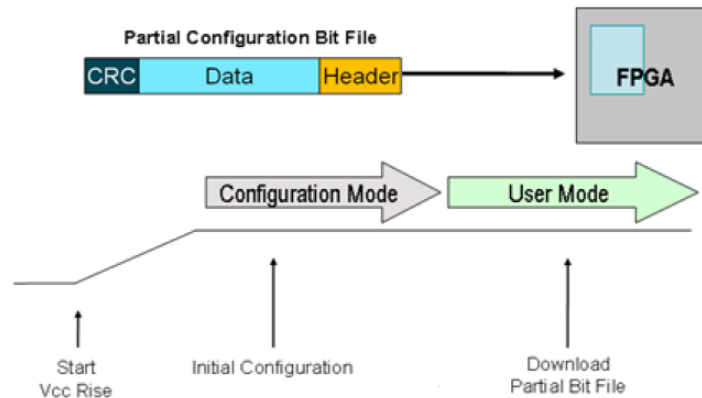 Partial Configuration Bit File
CRC Data Header
FPGA
Configuration Mode
User Mode
Start
Vcc Rise
Initial Configuration
Download
Partial Bit File